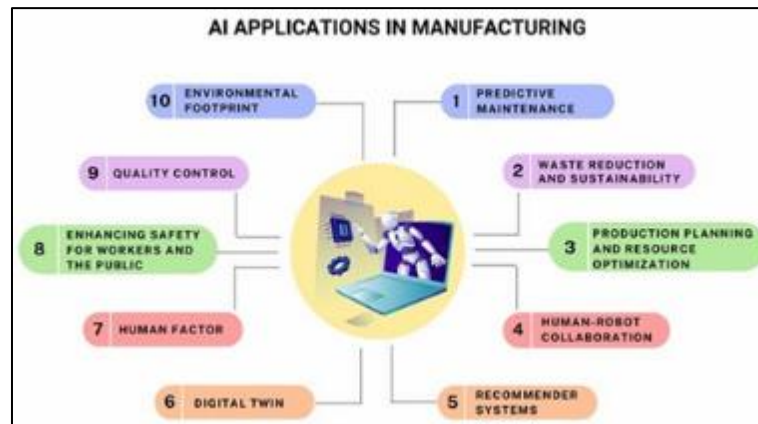 AI APPLICATIONS IN MANUFACTURING
10 ENVIRONMENTAL
FOOTPRINT
1 PREDICTIVE
MAINTENANCE
9 QUALITY CONTROL
2 WASTE REDUCTION
AND SUSTAINABILITY
8 ENHANCING SAFETY
FOR WORKERS AND
THE PUBLIC
3 PRODUCTION PLANNING
AND RESOURCE
OPTIMIZATION
7 HUMAN FACTOR
4 HUMAN-ROBOT
COLLABORATION
6 DIGITAL TWIN
5 RECOMMENDER
SYSTEMS